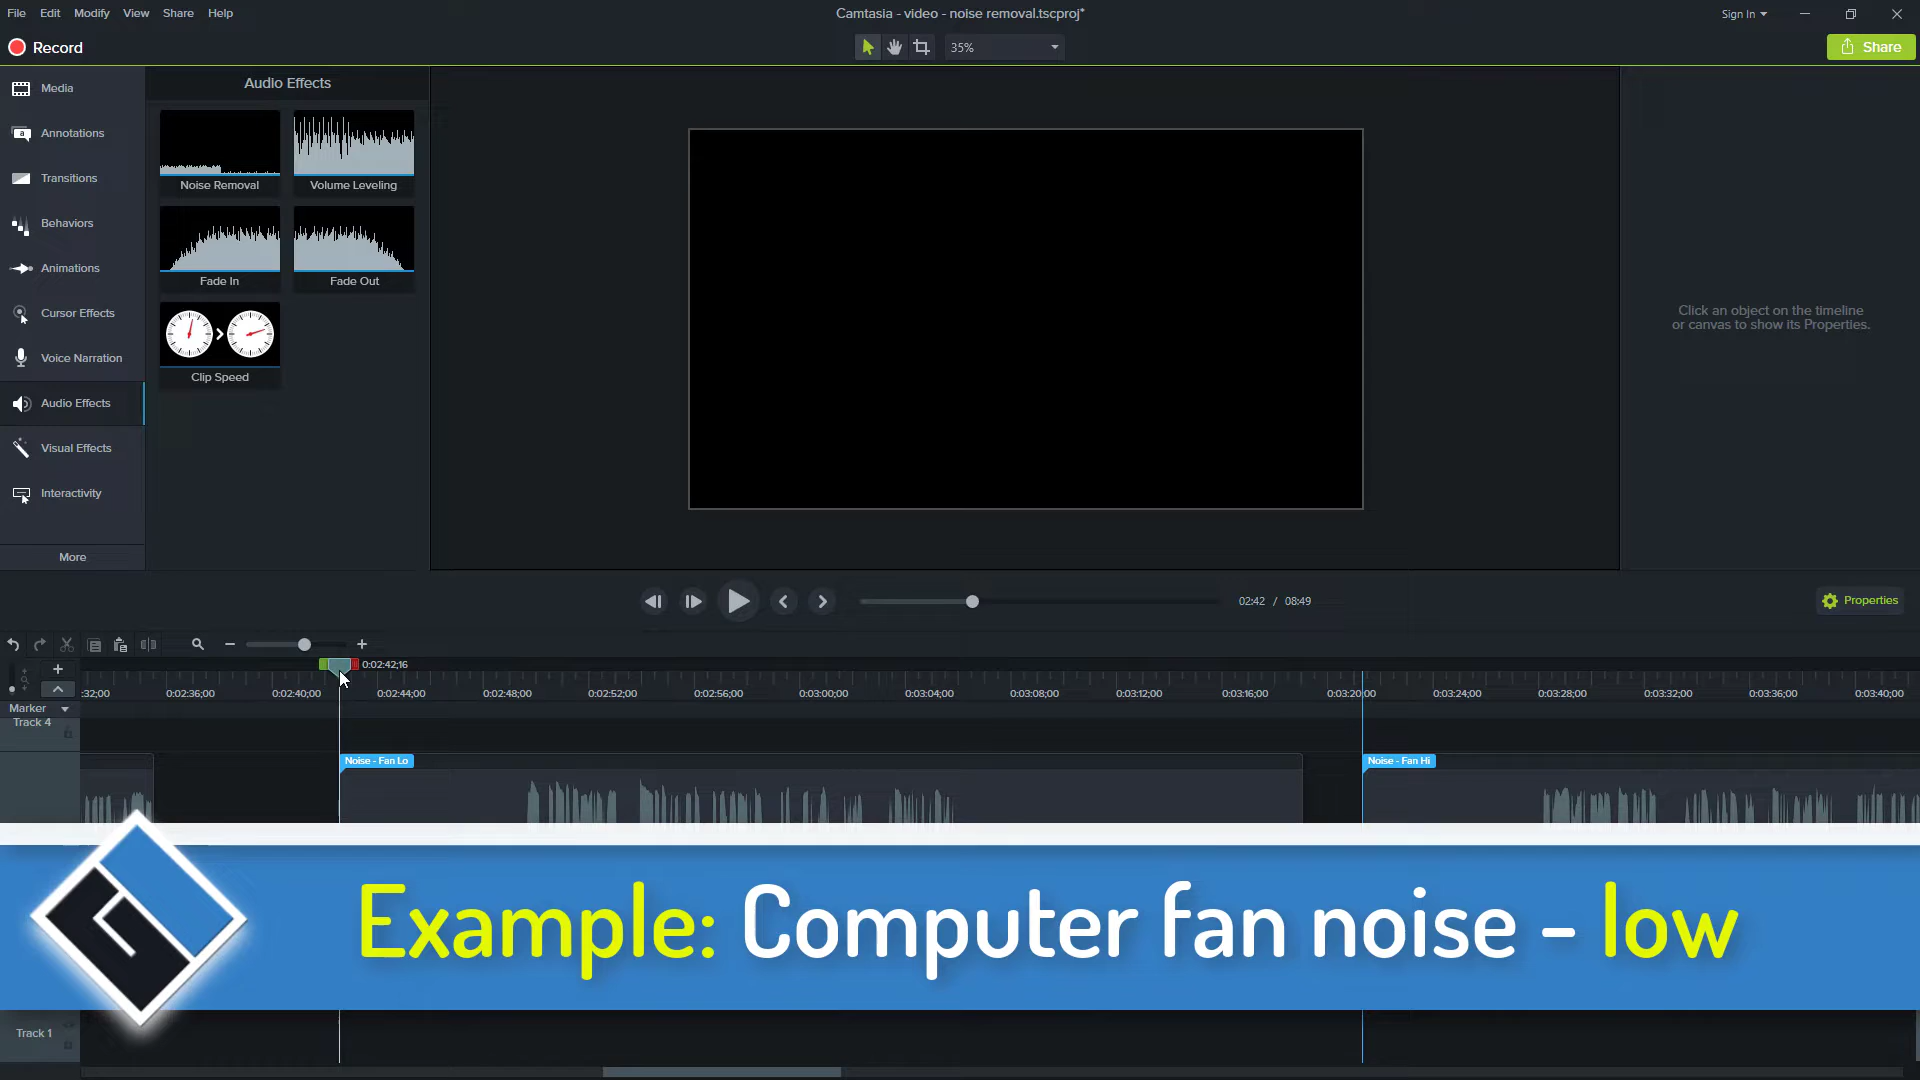 File Edit Modify View Share Help
Camtasia - video - noise removal.tscproj*
Sign In
Record
35%
Share
Media
Annotations
Transitions
Behaviors
Animations
Cursor Effects
Voice Narration
Audio Effects
Visual Effects
Interactivity
More
Audio Effects
Noise Removal
Volume Leveling
Fade In
Fade Out
Clip Speed
Click an object on the timeline
or canvas to show its Properties.
02:42 / 08:49
Properties
0:02:42;16
:32;00 0:02:36;00 0:02:40;00 0:02:44;00 0:02:48;00 0:02:52;00 0:02:56;00 0:03:00;00 0:03:04;00 0:03:08;00 0:03:12;00 0:03:16;00 0:03:20;00 0:03:24;00 0:03:28;00 0:03:32;00 0:03:36;00 0:03:40;00
Marker
Track 4
Noise - Fan Lo
Noise - Fan Hi
Example: Computer fan noise - low
Track 1